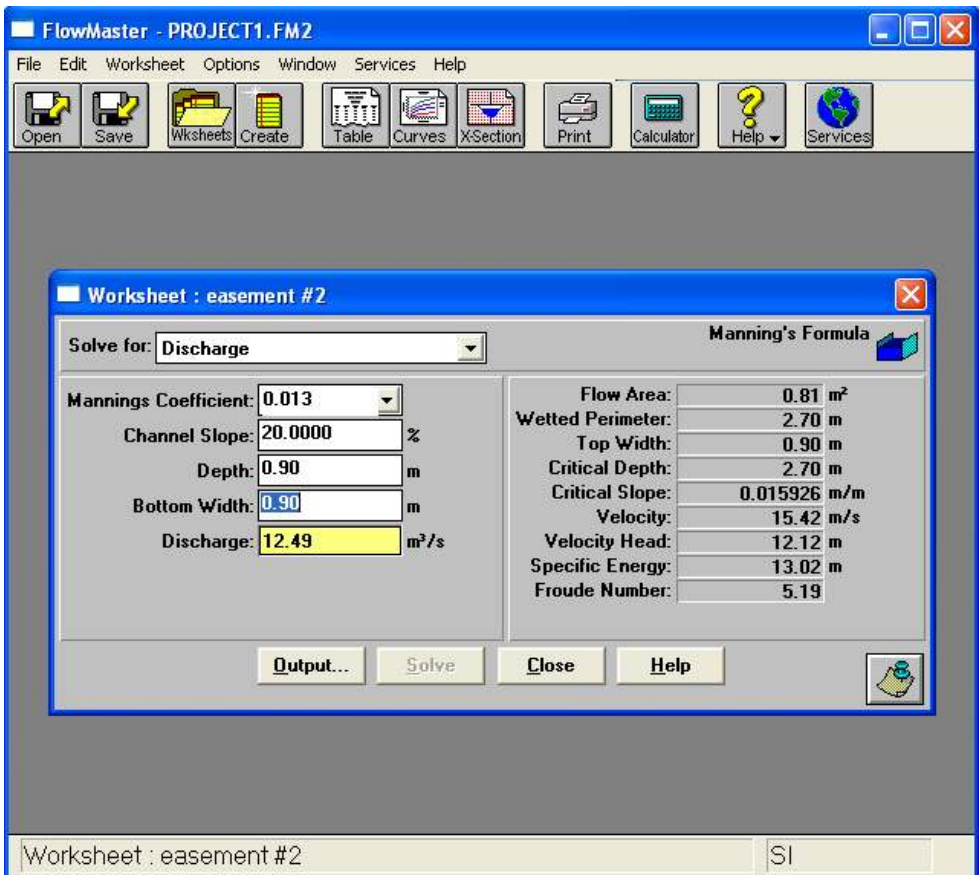 FlowMaster - PROJECT1.FM2
File Edit Worksheet Options Window Services Help
Open Save Wksheets Create Table Curves X-Section Print Calculator Help Services
Worksheet : easement #2
Solve for: Discharge
Manning's Formula
Mannings Coefficient: 0.013
Channel Slope: 20.0000 %
Depth: 0.90 m
Bottom Width: 0.90 m
Discharge: 12.49 m³/s
Flow Area: 0.81 m²
Wetted Perimeter: 2.70 m
Top Width: 0.90 m
Critical Depth: 2.70 m
Critical Slope: 0.015926 m/m
Velocity: 15.42 m/s
Velocity Head: 12.12 m
Specific Energy: 13.02 m
Froude Number: 5.19
Output... Solve Close Help
Worksheet : easement #2 SI